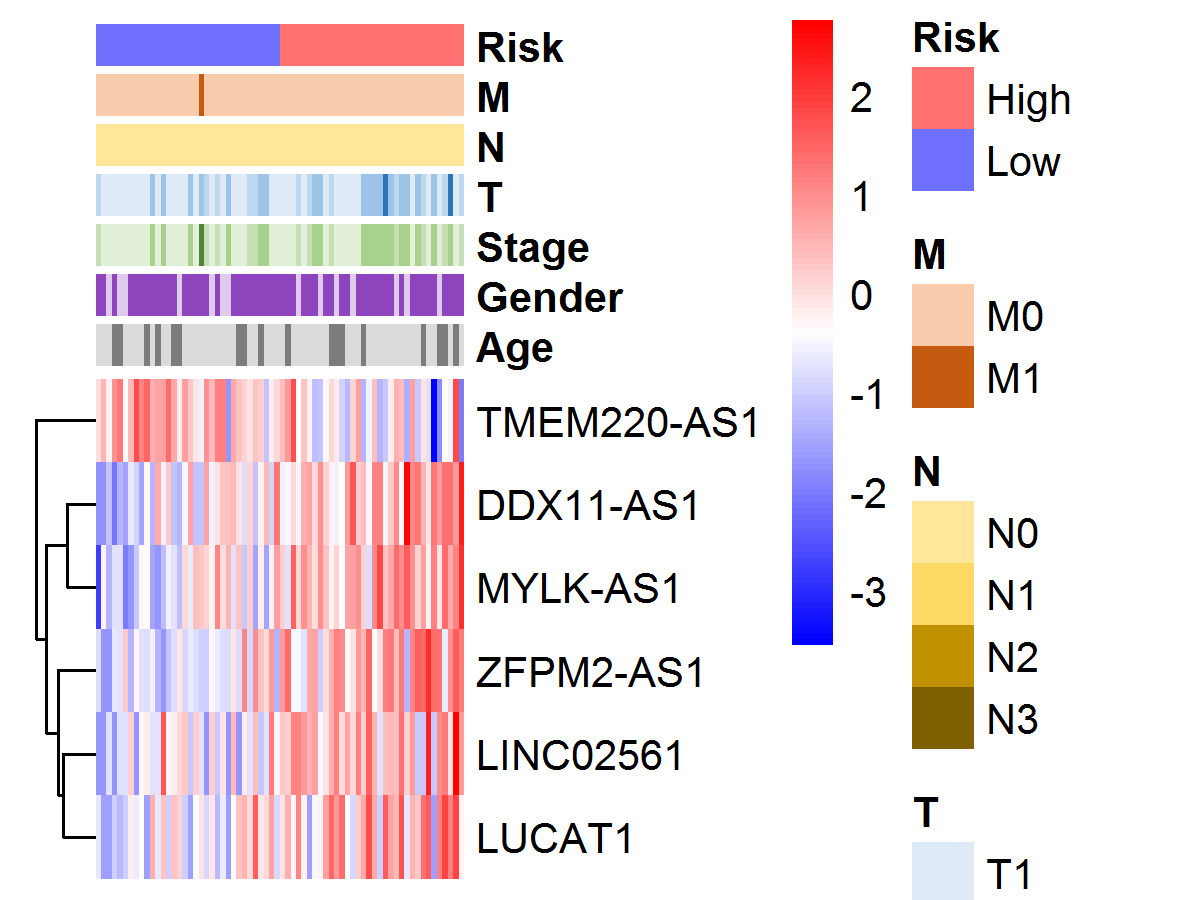 Risk
M
N
T
Stage
Gender
Age
TMEM220-AS1
DDX11-AS1
MYLK-AS1
ZFPM2-AS1
LINC02561
LUCAT1
2
1
0
-1
-2
-3
Risk
High
Low
M
M0
M1
N
N0
N1
N2
N3
T
T1